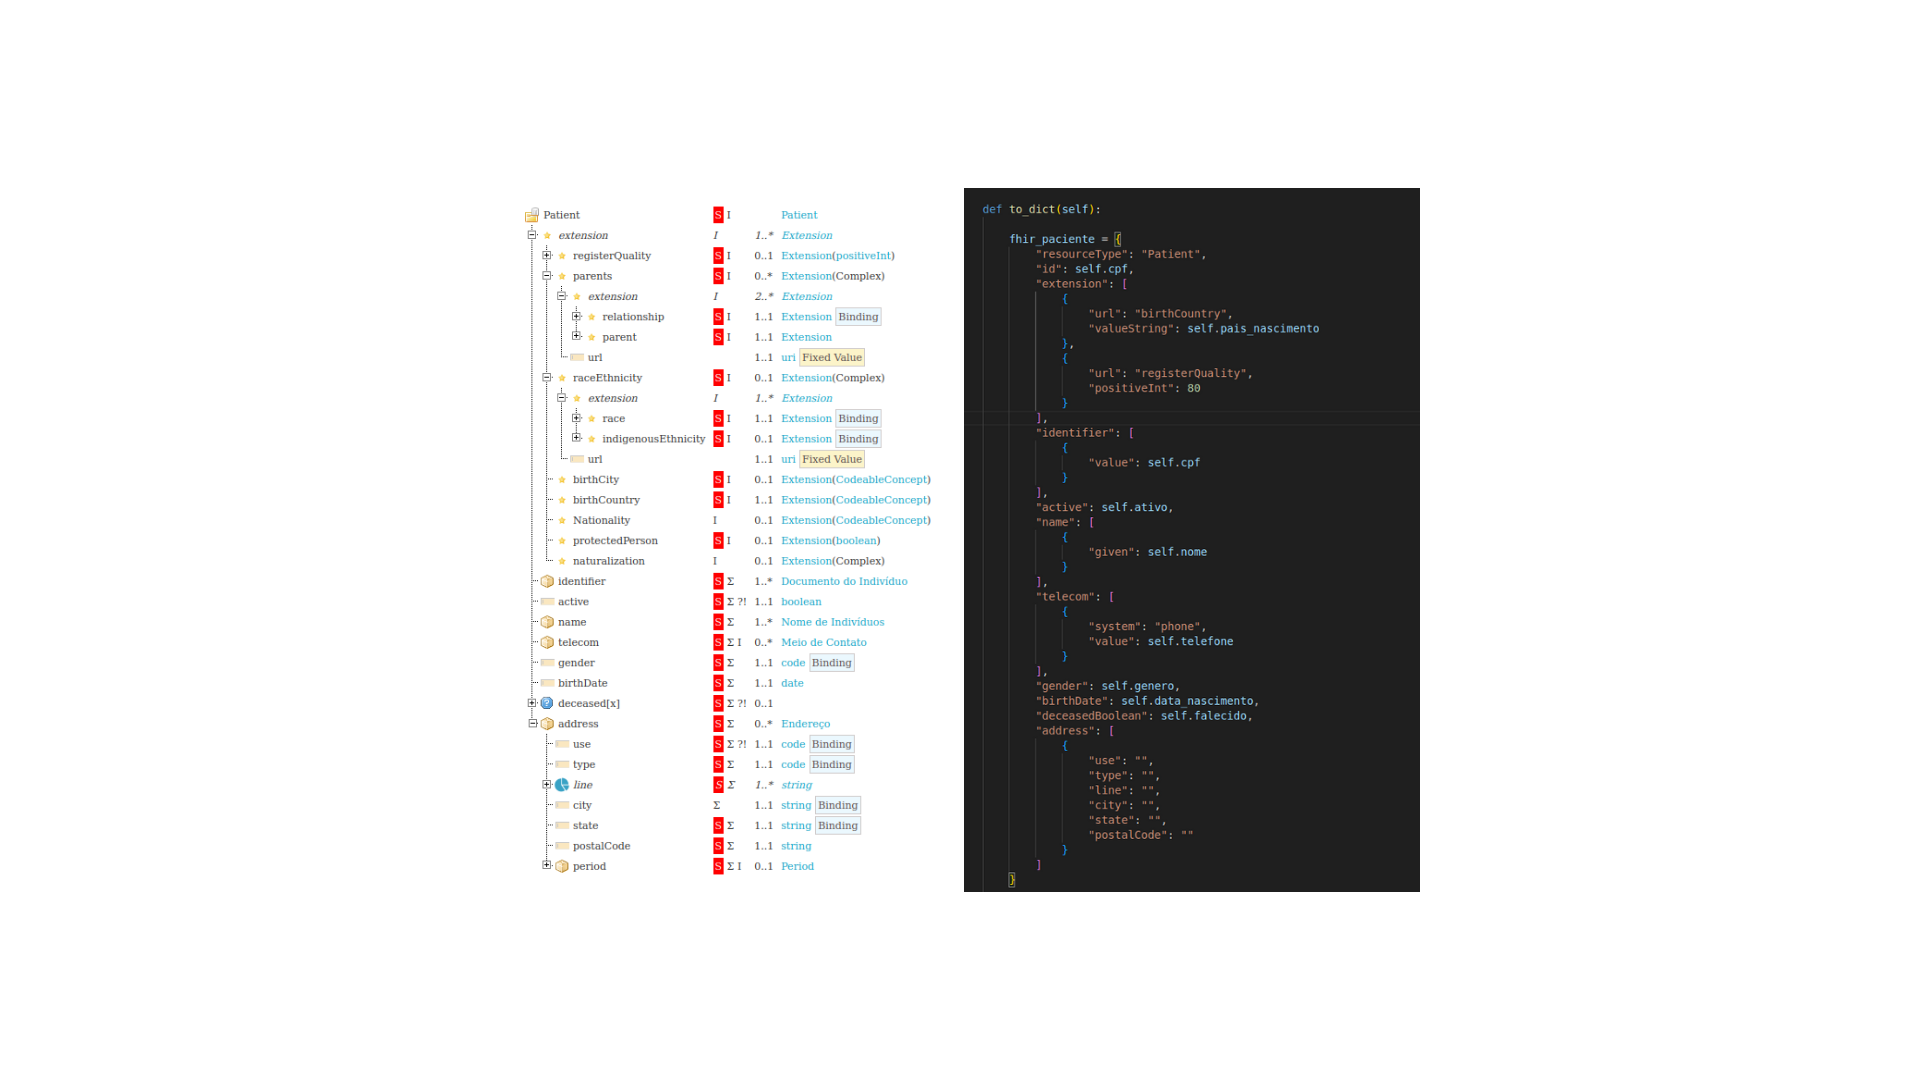 Patient S I Patient
extension I 1..* Extension
registerQuality S I 0..1 Extension(positiveInt)
parents S I 0..* Extension(Complex)
extension I 2..* Extension
relationship S I 1..1 Extension Binding
parent S I 1..1 Extension
url 1..1 uri Fixed Value
raceEthnicity S I 0..1 Extension(Complex)
extension I 1..* Extension
race S I 1..1 Extension Binding
indigenousEthnicity S I 0..1 Extension Binding
url 1..1 uri Fixed Value
birthCity S I 0..1 Extension(CodeableConcept)
birthCountry S I 1..1 Extension(CodeableConcept)
Nationality I 0..1 Extension(CodeableConcept)
protectedPerson S I 0..1 Extension(boolean)
naturalization I 0..1 Extension(Complex)
identifier S Σ 1..* Documento do Indivíduo
active S Σ ?! 1..1 boolean
name S Σ 1..* Nome de Indivíduos
telecom S Σ I 0..* Meio de Contato
gender S Σ 1..1 code Binding
birthDate S Σ 1..1 date
deceased[x] S Σ ?! 0..1
address S Σ 0..* Endereço
use S Σ ?! 1..1 code Binding
type S Σ 1..1 code Binding
line S Σ 1..* string
city Σ 1..1 string Binding
state S Σ 1..1 string Binding
postalCode S Σ 1..1 string
period S Σ I 0..1 Period
def to_dict(self):
fhir_paciente = {
"resourceType": "Patient",
"id": self.cpf,
"extension": [
{
"url": "birthCountry",
"valueString": self.pais_nascimento
},
{
"url": "registerQuality",
"positiveInt": 80
}
],
"identifier": [
{
"value": self.cpf
}
],
"active": self.ativo,
"name": [
{
"given": self.nome
}
],
"telecom": [
{
"system": "phone",
"value": self.telefone
}
],
"gender": self.genero,
"birthDate": self.data_nascimento,
"deceasedBoolean": self.falecido,
"address": [
{
"use": "",
"type": "",
"line": "",
"city": "",
"state": "",
"postalCode": ""
}
]
}